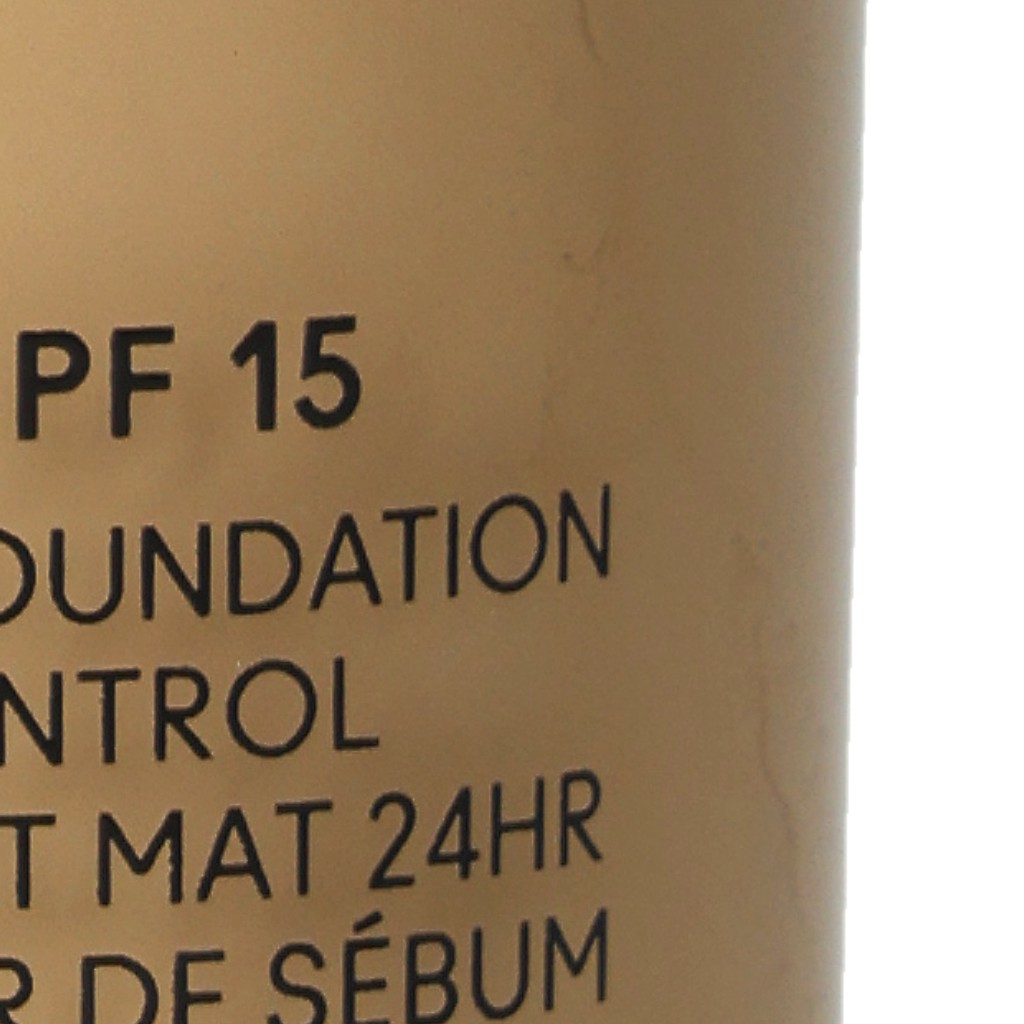 PF 15
OUNDATION
NTROL
T MAT 24HR
R DE SÉBUM